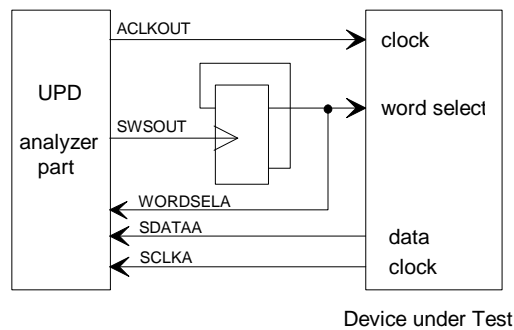 ACLKOUT
clock
UPD
analyzer
part
SWSOUT
word select
WORDSELA
SDATAA
data
SCLKA
clock
Device under Test